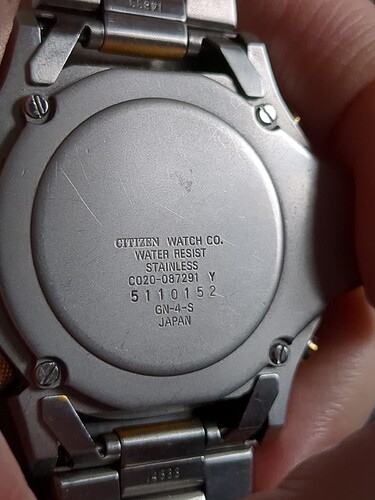 CITIZEN WATCH CO.
WATER RESIST
STAINLESS
C020-087291 Y
5110152
GN-4-S
JAPAN